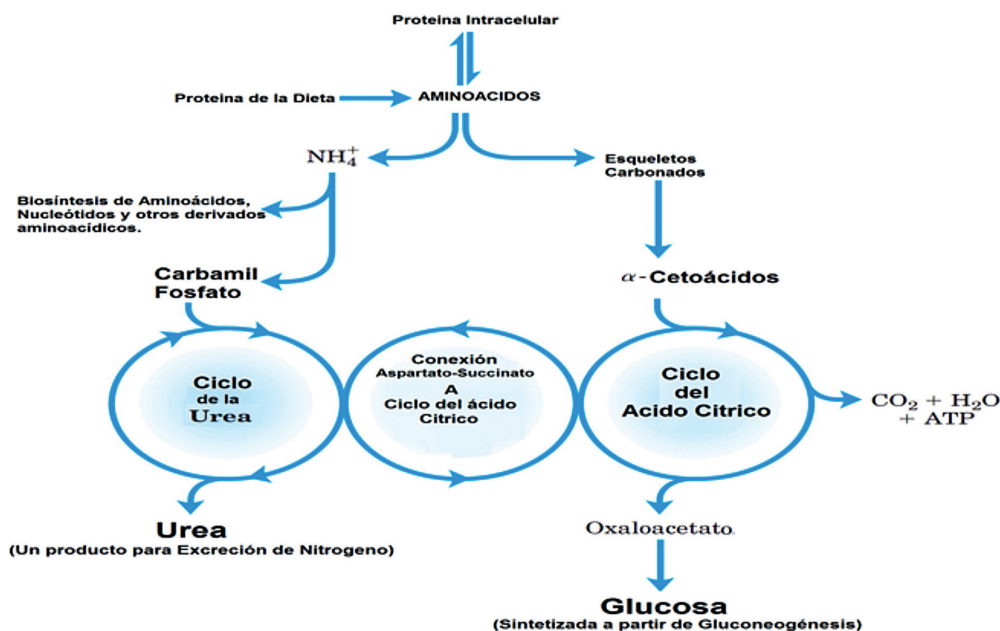 Proteina Intracelular
Proteina de la Dieta
AMINOACIDOS
NH₄⁺
Esqueletos
Carbonados
Biosíntesis de Aminoácidos,
Nucleótidos y otros derivados
aminoacídicos.
Carbamil
Fosfato
α-Cetoácidos
Ciclo
de la
Urea
Conexión
Aspartato-Succinato
A
Ciclo del ácido
Citrico
Ciclo
del
Acido Citrico
CO₂ + H₂O
+ ATP
Urea
(Un producto para Excreción de Nitrogeno)
Oxaloacetato.
Glucosa
(Sintetizada a partir de Gluconeogénesis)